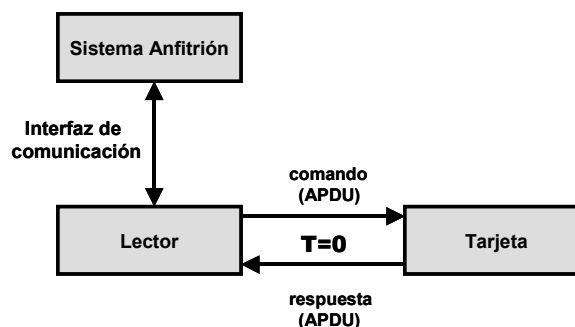 Sistema Anfitrión
Interfaz de
comunicación
comando
(APDU)
Lector
T=0
Tarjeta
respuesta
(APDU)